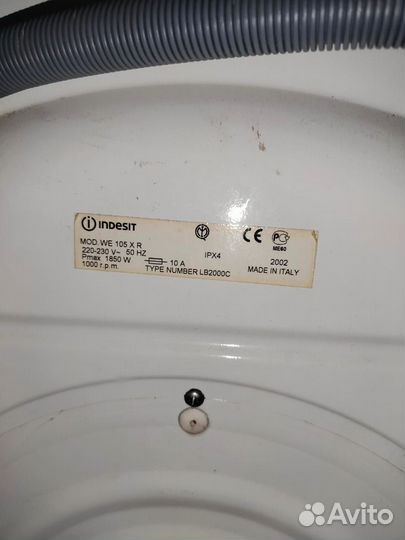 indesit
MOD. WE 105 X R
220-230 V~ 50 HZ
Pmax 1850 W 10 A
1000 r.p.m.
TYPE NUMBER LB2000C
IPX4
CE
ME60
2002
MADE IN ITALY
Avito